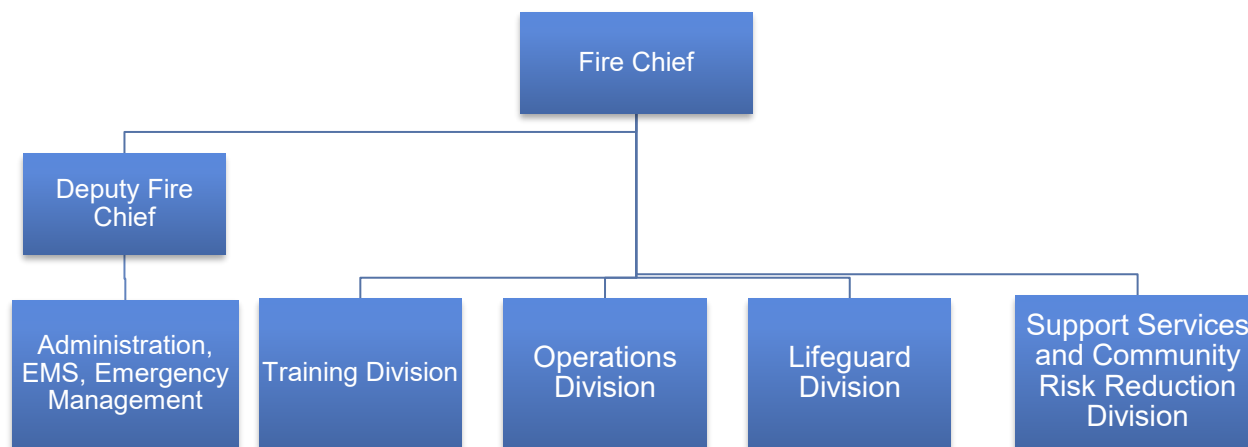 Fire Chief
Deputy Fire
Chief
Administration,
EMS, Emergency
Management
Training Division
Operations
Division
Lifeguard
Division
Support Services
and Community
Risk Reduction
Division